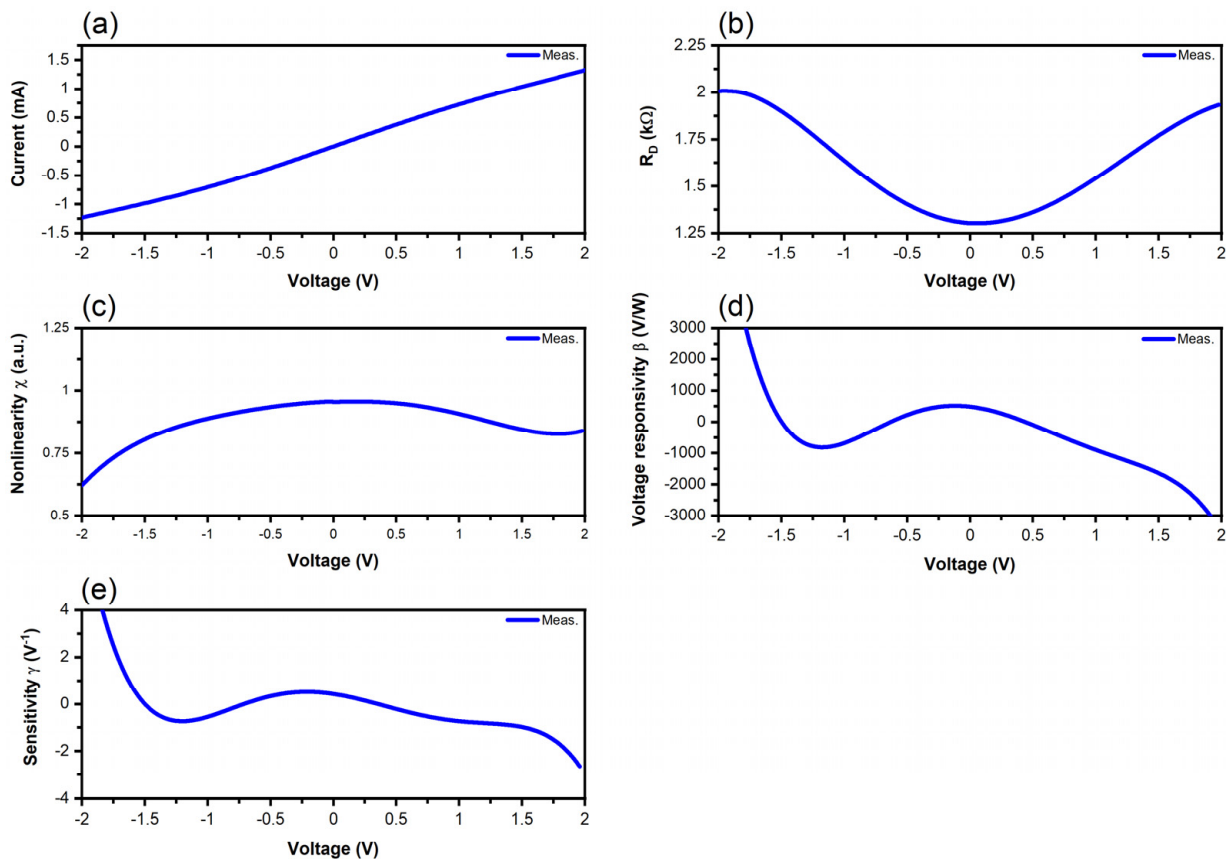 (a)
Current (mA)
1.5
1
0.5
0
-0.5
-1
-1.5
-2 -1.5 -1 -0.5 0 0.5 1 1.5 2
Voltage (V)
Meas.
(b)
R_D (kΩ)
2.25
2
1.75
1.5
1.25
-2 -1.5 -1 -0.5 0 0.5 1 1.5 2
Voltage (V)
Meas.
(c)
Nonlinearity χ (a.u.)
1.25
1
0.75
0.5
-2 -1.5 -1 -0.5 0 0.5 1 1.5 2
Voltage (V)
Meas.
(d)
Voltage responsivity β (V/W)
3000
2000
1000
0
-1000
-2000
-3000
-2 -1.5 -1 -0.5 0 0.5 1 1.5 2
Voltage (V)
Meas.
(e)
Sensitivity γ (V⁻¹)
4
2
0
-2
-4
-2 -1.5 -1 -0.5 0 0.5 1 1.5 2
Voltage (V)
Meas.